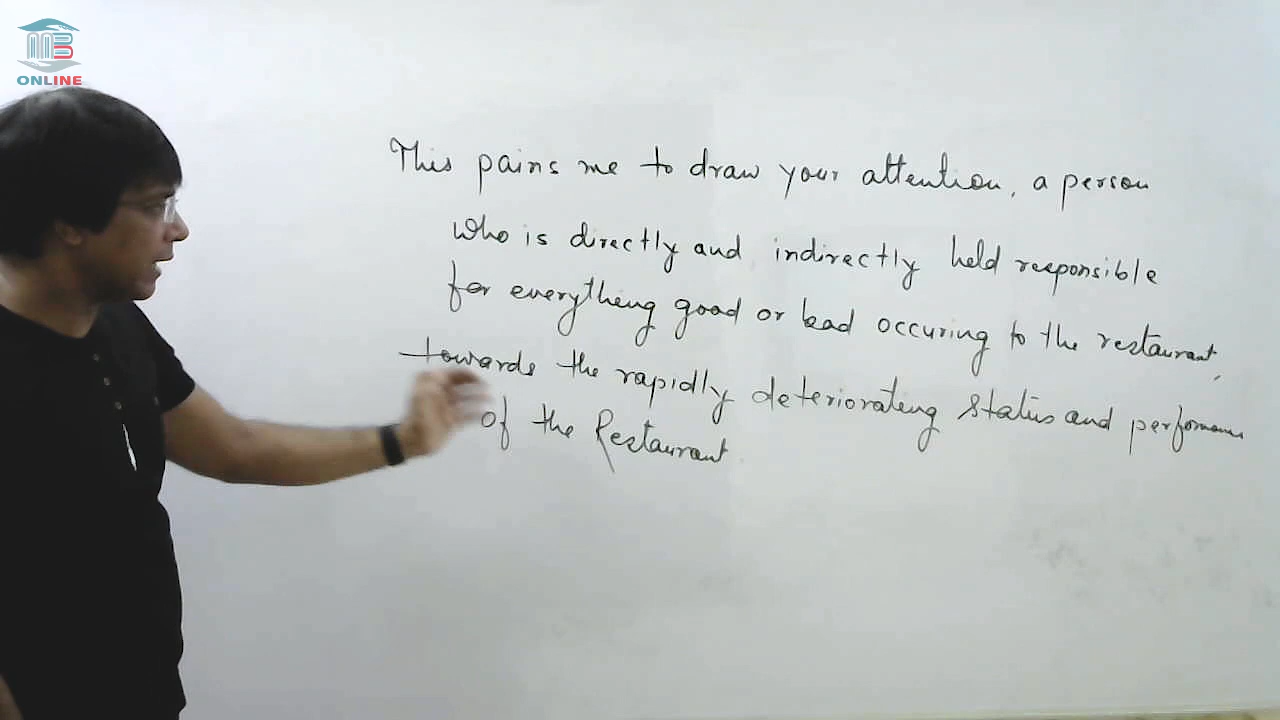 ONLINE
This pains me to draw your attention, a person
who is directly and indirectly held responsible
for everything good or bad occuring to the restaurant,
towards the rapidly deteriorating status and performance
of the Restaurant